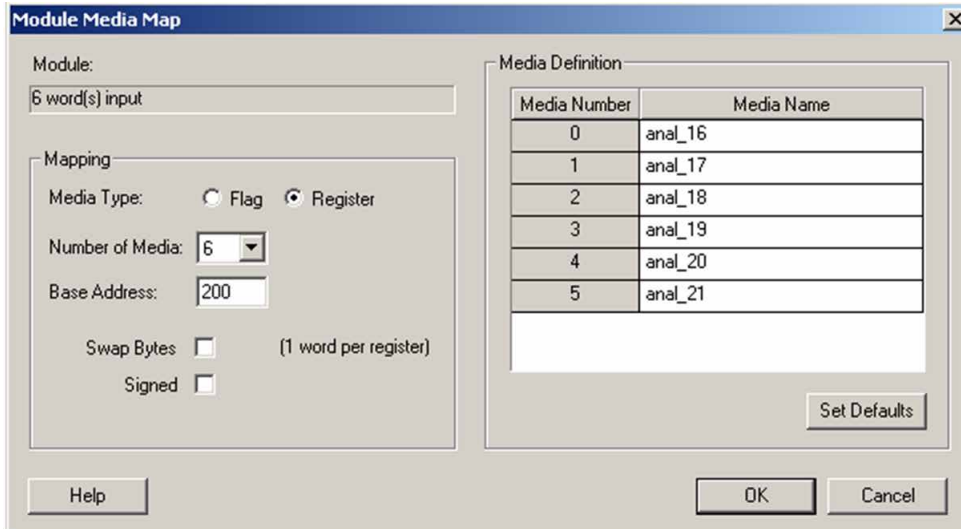 Module Media Map
Module:
6 word(s) input
Mapping
Media Type: Flag Register
Number of Media: 6
Base Address: 200
Swap Bytes (1 word per register)
Signed
Media Definition
Media Number Media Name
0 anal_16
1 anal_17
2 anal_18
3 anal_19
4 anal_20
5 anal_21
Set Defaults
Help OK Cancel